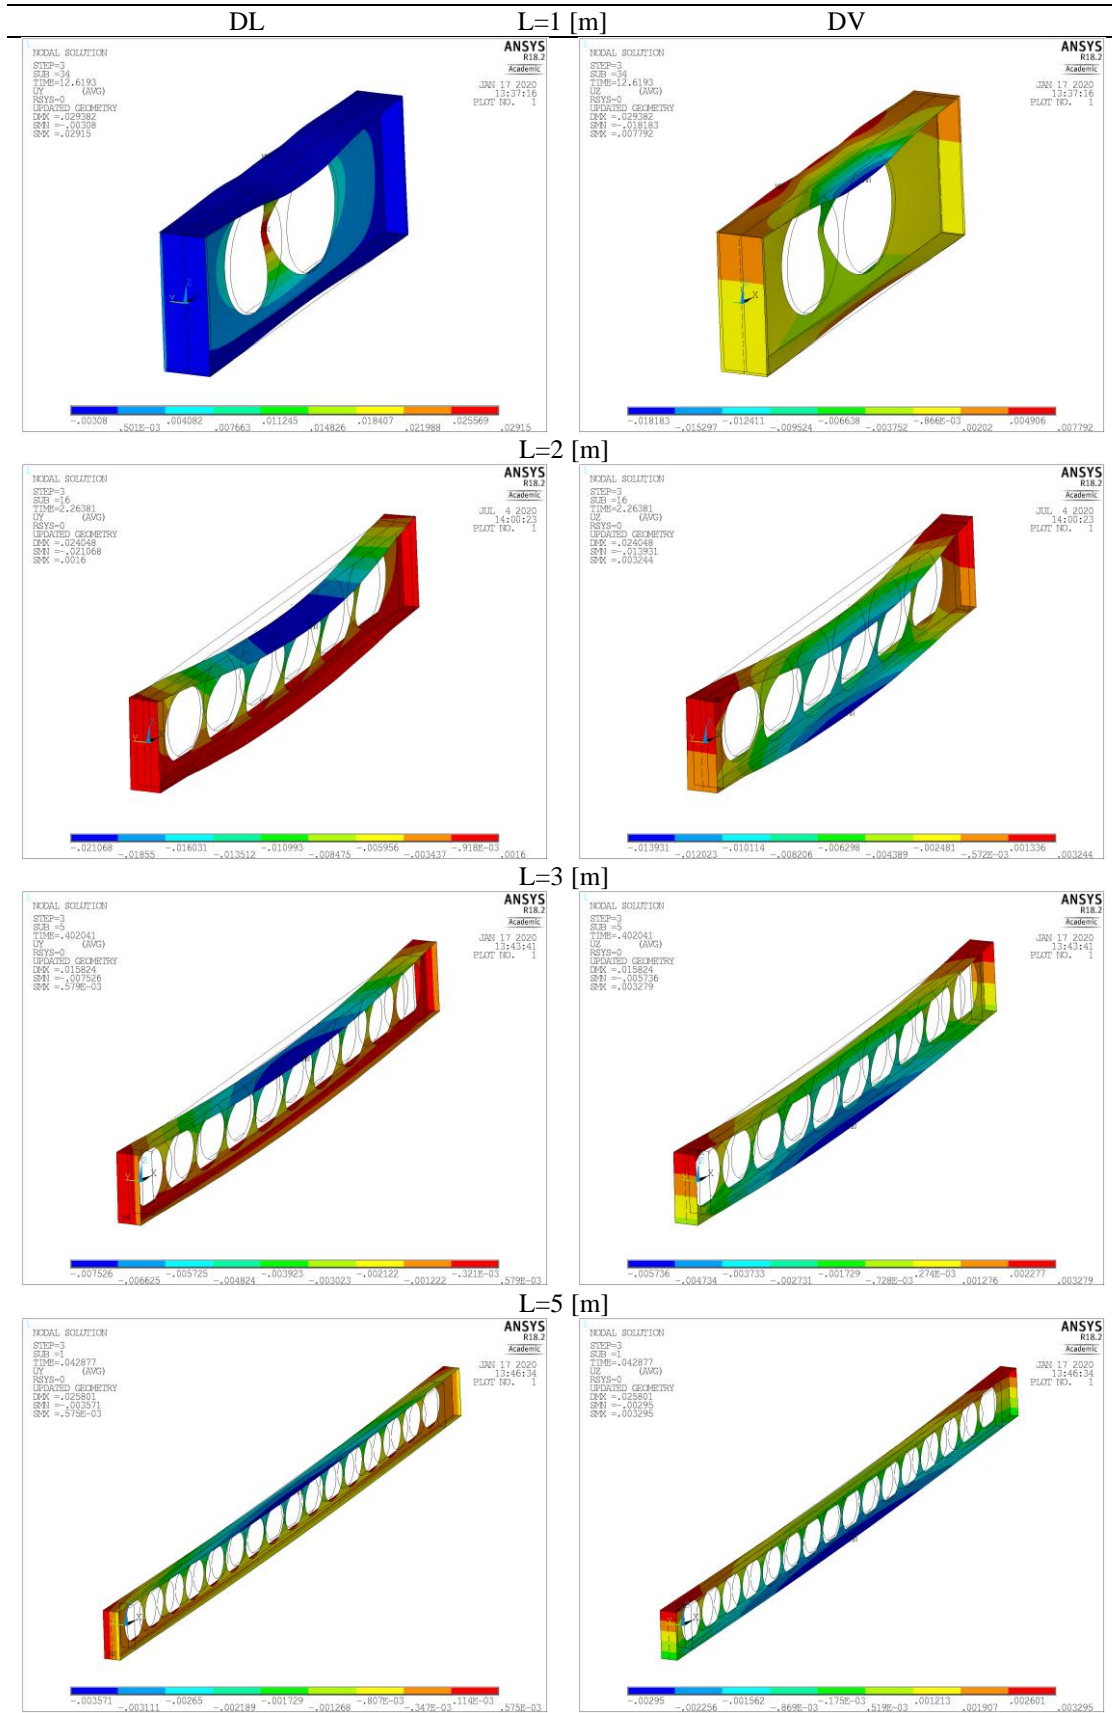 DL L=1 [m] DV
1
NODAL SOLUTION
STEP=3
SUB =34
TIME=12.6193
UY (AVG)
RSYS=0
UPDATED GEOMETRY
DMX =.029382
SMN =-.00308
SMX =.02915
ANSYS
R18.2
Academic
JAN 17 2020
13:37:16
PLOT NO. 1
Y
Z
-.00308 .501E-03 .004082 .007663 .011245 .014826 .018407 .021988 .025569 .02915
1
NODAL SOLUTION
STEP=3
SUB =34
TIME=12.6193
UZ (AVG)
RSYS=0
UPDATED GEOMETRY
DMX =.029382
SMN =-.018183
SMX =.007792
ANSYS
R18.2
Academic
JAN 17 2020
13:37:16
PLOT NO. 1
X
-.018183 -.015297 -.012411 -.009524 -.006638 -.003752 -.866E-03 .00202 .004906 .007792
L=2 [m]
1
NODAL SOLUTION
STEP=3
SUB =16
TIME=2.26381
UY (AVG)
RSYS=0
UPDATED GEOMETRY
DMX =.024048
SMN =-.021068
SMX =.0016
ANSYS
R18.2
Academic
JUL 4 2020
14:00:23
PLOT NO. 1
Y
Z
X
-.021068 -.01855 -.016031 -.013512 -.010993 -.008475 -.005956 -.003437 -.918E-03 .0016
1
NODAL SOLUTION
STEP=3
SUB =16
TIME=2.26381
UZ (AVG)
RSYS=0
UPDATED GEOMETRY
DMX =.024048
SMN =-.013931
SMX =.003244
ANSYS
R18.2
Academic
JUL 4 2020
14:00:23
PLOT NO. 1
Y
Z
X
-.013931 -.012023 -.010114 -.008206 -.006298 -.004389 -.002481 -.572E-03 .001336 .003244
L=3 [m]
1
NODAL SOLUTION
STEP=3
SUB =5
TIME=.402041
UY (AVG)
RSYS=0
UPDATED GEOMETRY
DMX =.015824
SMN =-.007526
SMX =.579E-03
ANSYS
R18.2
Academic
JAN 17 2020
13:43:41
PLOT NO. 1
Y
Z
X
-.007526 -.006625 -.005725 -.004824 -.003923 -.003023 -.002122 -.001222 -.321E-03 .579E-03
1
NODAL SOLUTION
STEP=3
SUB =5
TIME=.402041
UZ (AVG)
RSYS=0
UPDATED GEOMETRY
DMX =.015824
SMN =-.005736
SMX =.003279
ANSYS
R18.2
Academic
JAN 17 2020
13:43:41
PLOT NO. 1
Z
X
-.005736 -.004734 -.003733 -.002731 -.001729 -.728E-03 .274E-03 .001276 .002277 .003279
L=5 [m]
1
NODAL SOLUTION
STEP=3
SUB =1
TIME=.042877
UY (AVG)
RSYS=0
UPDATED GEOMETRY
DMX =.025801
SMN =-.003571
SMX =.575E-03
ANSYS
R18.2
Academic
JAN 17 2020
13:46:34
PLOT NO. 1
X
-.003571 -.003111 -.00265 -.002189 -.001729 -.001268 -.807E-03 -.347E-03 .114E-03 .575E-03
1
NODAL SOLUTION
STEP=3
SUB =1
TIME=.042877
UZ (AVG)
RSYS=0
UPDATED GEOMETRY
DMX =.025801
SMN =-.00295
SMX =.003295
ANSYS
R18.2
Academic
JAN 17 2020
13:46:34
PLOT NO. 1
X
-.00295 -.002256 -.001562 -.869E-03 -.175E-03 .519E-03 .001213 .001907 .002601 .003295